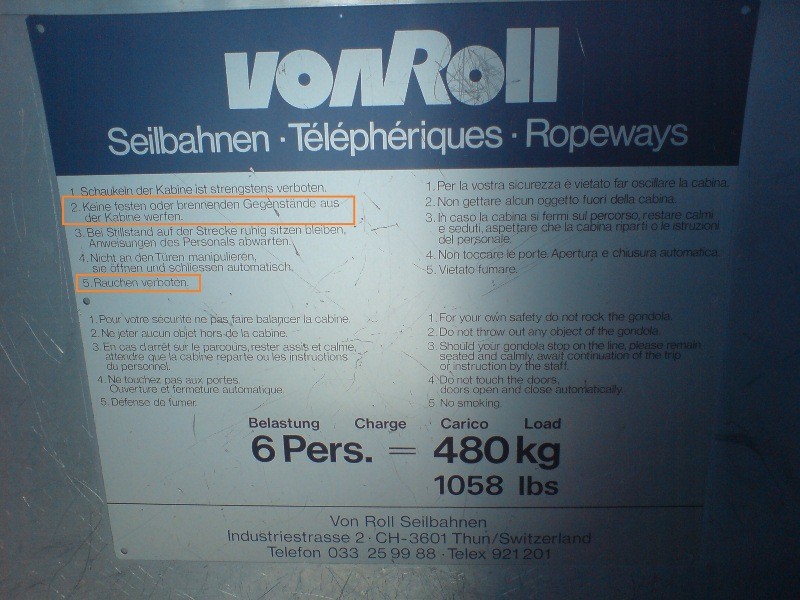 vonRoll
Seilbahnen · Téléphériques · Ropeways
1. Schaukeln der Kabine ist strengstens verboten.
2. Keine festen oder brennenden Gegenstände aus
der Kabine werfen.
3. Bei Stillstand auf der Strecke ruhig sitzen bleiben,
Anweisungen des Personals abwarten.
4. Nicht an den Türen manipulieren,
sie öffnen und schliessen automatisch.
5. Rauchen verboten.
1. Per la vostra sicurezza è vietato far oscillare la cabina.
2. Non gettare alcun oggetto fuori della cabina.
3. In caso la cabina si fermi sul percorso, restare calmi
e seduti, aspettare che la cabina riparti o le istruzioni
del personale.
4. Non toccare le porte. Apertura e chiusura automatica.
5. Vietato fumare.
1. Pour votre sécurité ne pas faire balancer la cabine.
2. Ne jeter aucun objet hors de la cabine.
3. En cas d'arrêt sur le parcours, rester assis et calme,
attendre que la cabine reparte ou les instructions
du personnel.
4. Ne touchez pas aux portes.
Ouverture et fermeture automatique.
5. Défense de fumer.
1. For your own safety do not rock the gondola.
2. Do not throw out any object of the gondola.
3. Should your gondola stop on the line, please remain
seated and calmly await continuation of the trip
or instruction by the staff.
4. Do not touch the doors,
doors open and close automatically.
5. No smoking.
Belastung Charge Carico Load
6 Pers. = 480 kg
1058 lbs
Von Roll Seilbahnen
Industriestrasse 2 · CH-3601 Thun/Switzerland
Telefon 033 25 99 88 · Telex 921 201